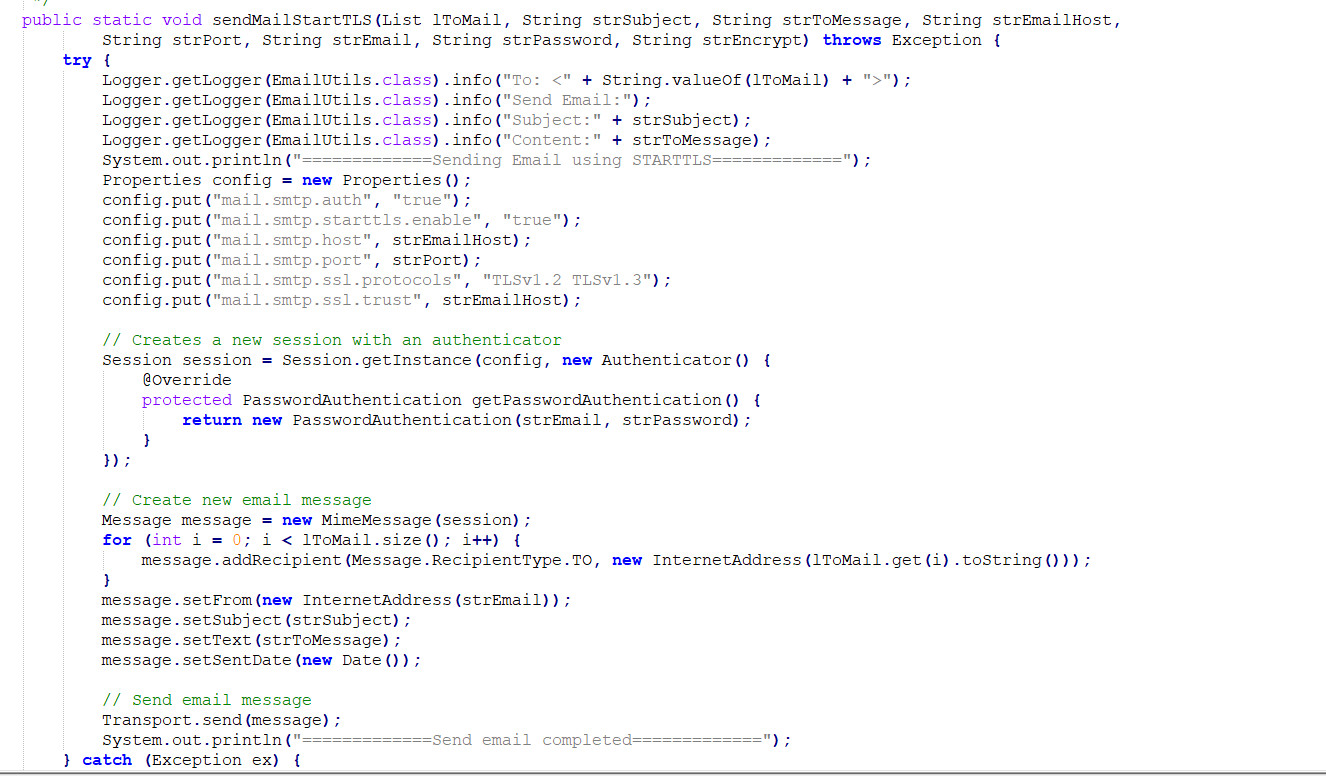 */
public static void sendMailStartTLS(List lToMail, String strSubject, String strToMessage, String strEmailHost,
String strPort, String strEmail, String strPassword, String strEncrypt) throws Exception {
try {
Logger.getLogger(EmailUtils.class).info("To: <" + String.valueOf(lToMail) + ">");
Logger.getLogger(EmailUtils.class).info("Send Email:");
Logger.getLogger(EmailUtils.class).info("Subject:" + strSubject);
Logger.getLogger(EmailUtils.class).info("Content:" + strToMessage);
System.out.println("=============Sending Email using STARTTLS=============");
Properties config = new Properties();
config.put("mail.smtp.auth", "true");
config.put("mail.smtp.starttls.enable", "true");
config.put("mail.smtp.host", strEmailHost);
config.put("mail.smtp.port", strPort);
config.put("mail.smtp.ssl.protocols", "TLSv1.2 TLSv1.3");
config.put("mail.smtp.ssl.trust", strEmailHost);
// Creates a new session with an authenticator
Session session = Session.getInstance(config, new Authenticator() {
@Override
protected PasswordAuthentication getPasswordAuthentication() {
return new PasswordAuthentication(strEmail, strPassword);
}
});
// Create new email message
Message message = new MimeMessage(session);
for (int i = 0; i < lToMail.size(); i++) {
message.addRecipient(Message.RecipientType.TO, new InternetAddress(lToMail.get(i).toString()));
}
message.setFrom(new InternetAddress(strEmail));
message.setSubject(strSubject);
message.setText(strToMessage);
message.setSentDate(new Date());
// Send email message
Transport.send(message);
System.out.println("=============Send email completed=============");
} catch (Exception ex) {